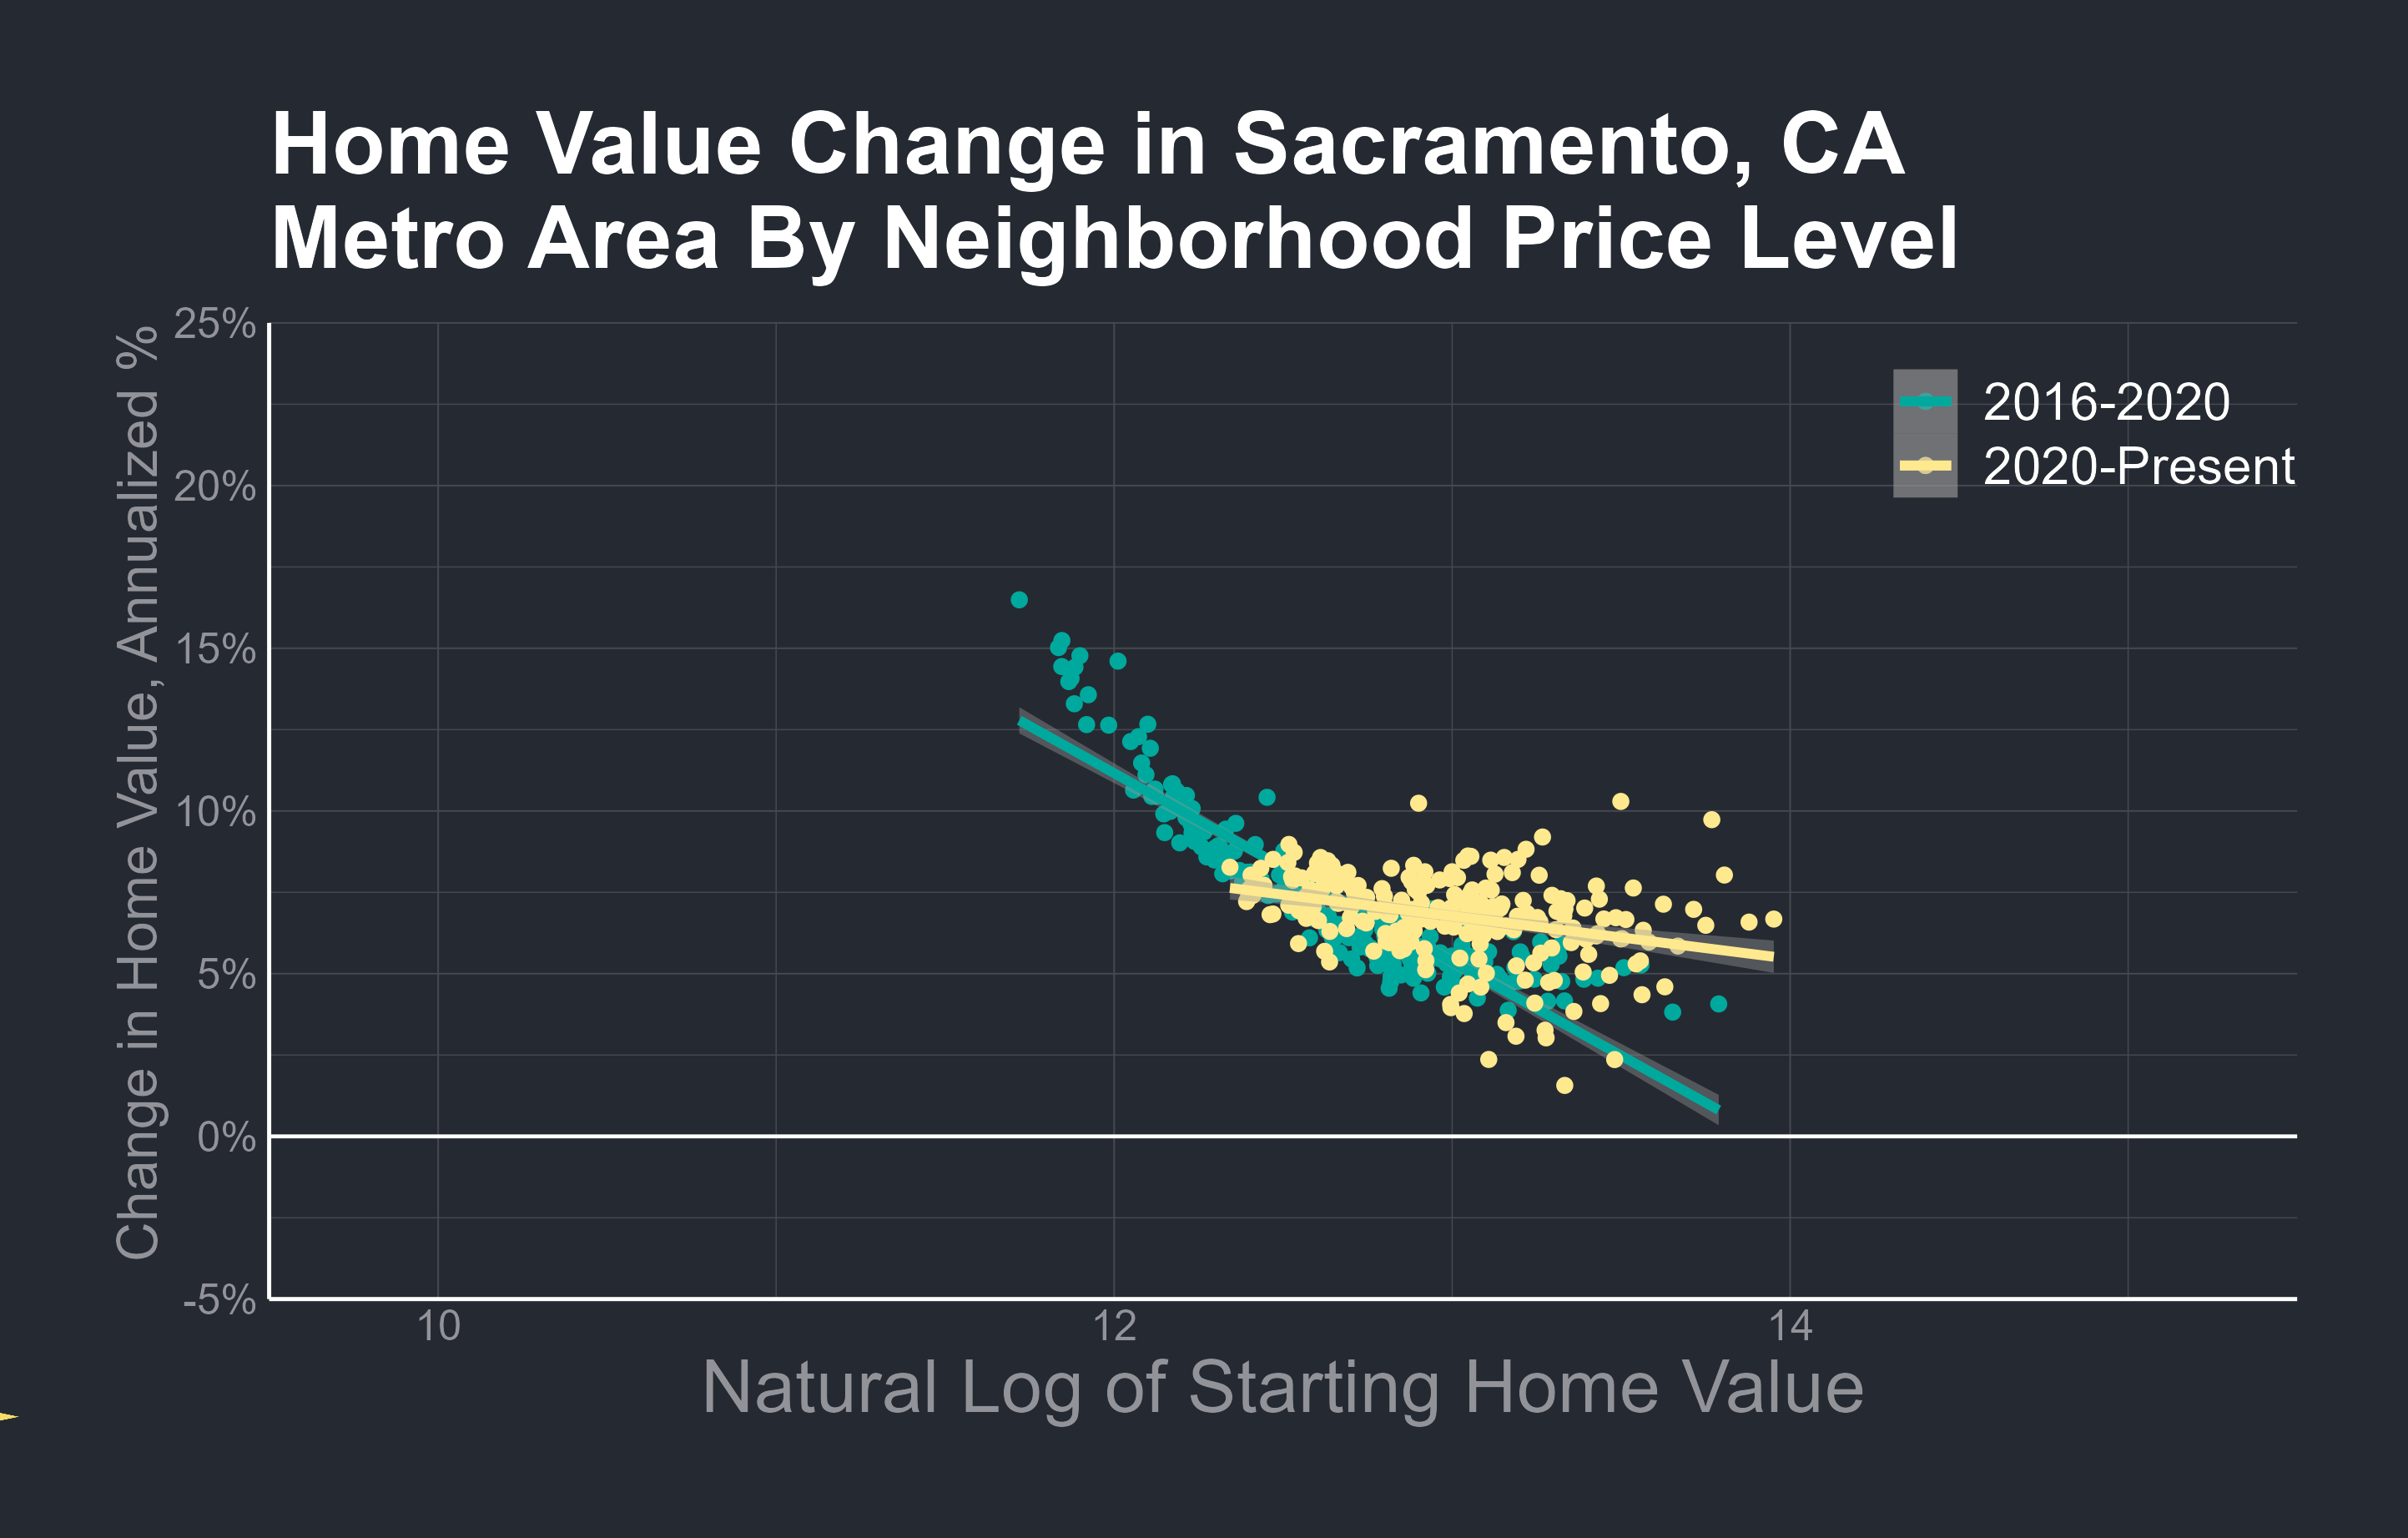 Home Value Change in Sacramento, CA
Metro Area By Neighborhood Price Level
Change in Home Value, Annualized %
25%
20%
15%
10%
5%
0%
-5%
2016-2020
2020-Present
10
12
14
Natural Log of Starting Home Value